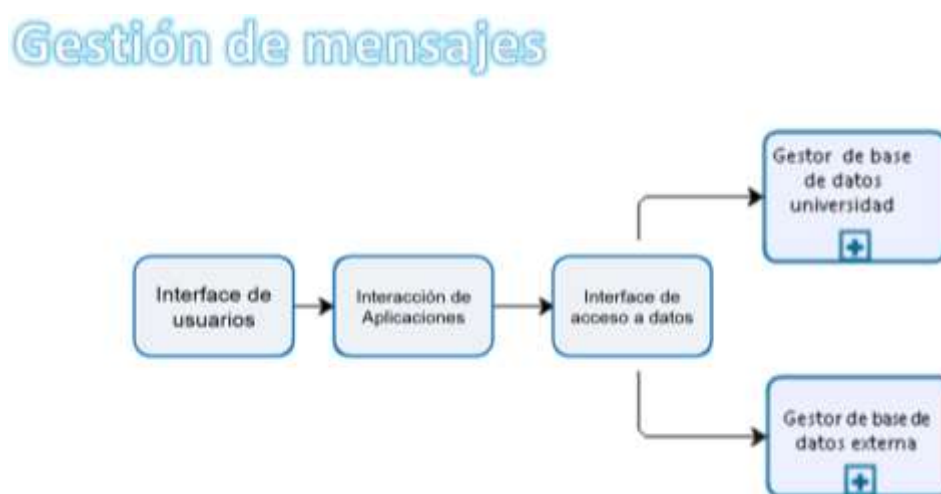 Gestión de mensajes
Gestor de base
de datos
universidad
Interface de
usuarios
Interacción de
Aplicaciones
Interface de
acceso a datos
Gestor de base de
datos externa